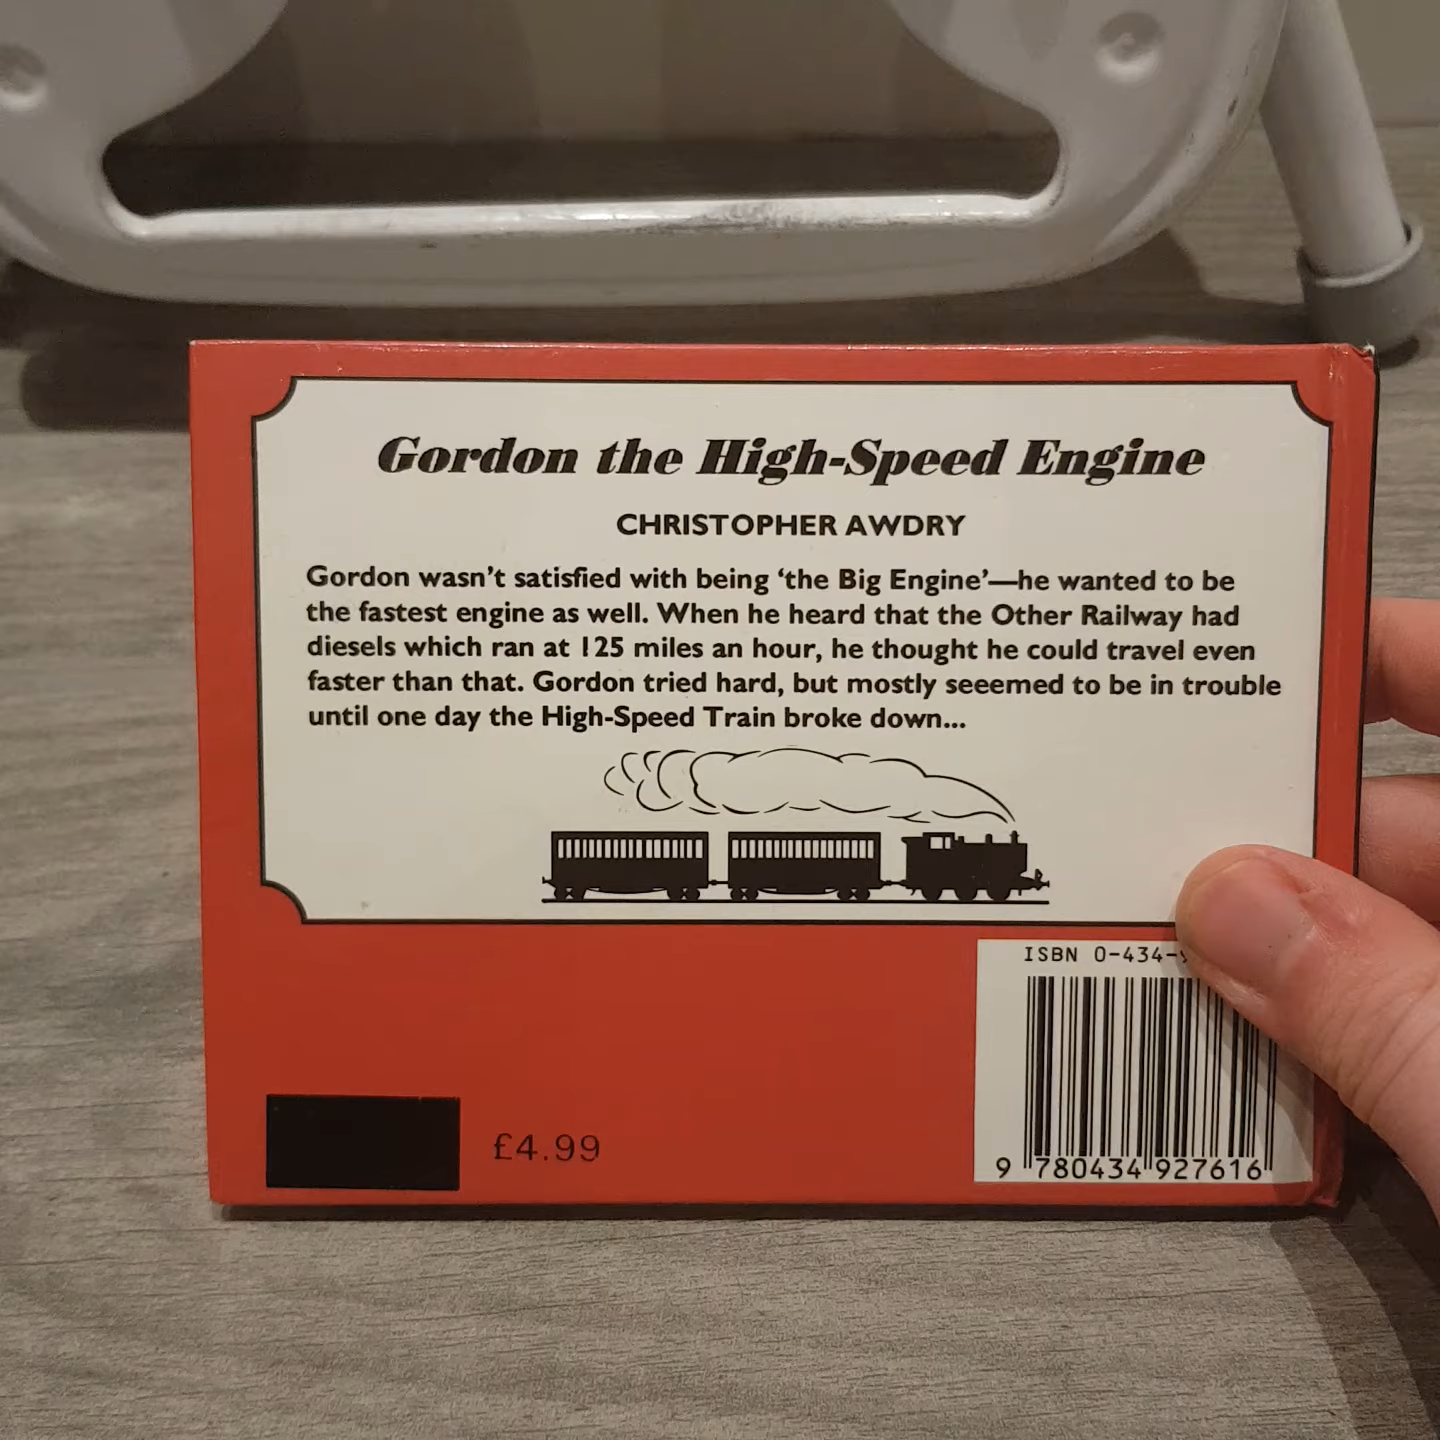 Gordon the High-Speed Engine
CHRISTOPHER AWDRY
Gordon wasn't satisfied with being ‘the Big Engine’—he wanted to be
the fastest engine as well. When he heard that the Other Railway had
diesels which ran at 125 miles an hour, he thought he could travel even
faster than that. Gordon tried hard, but mostly seeemed to be in trouble
until one day the High-Speed Train broke down...
ISBN 0-434-
£4.99
9 780434 927616